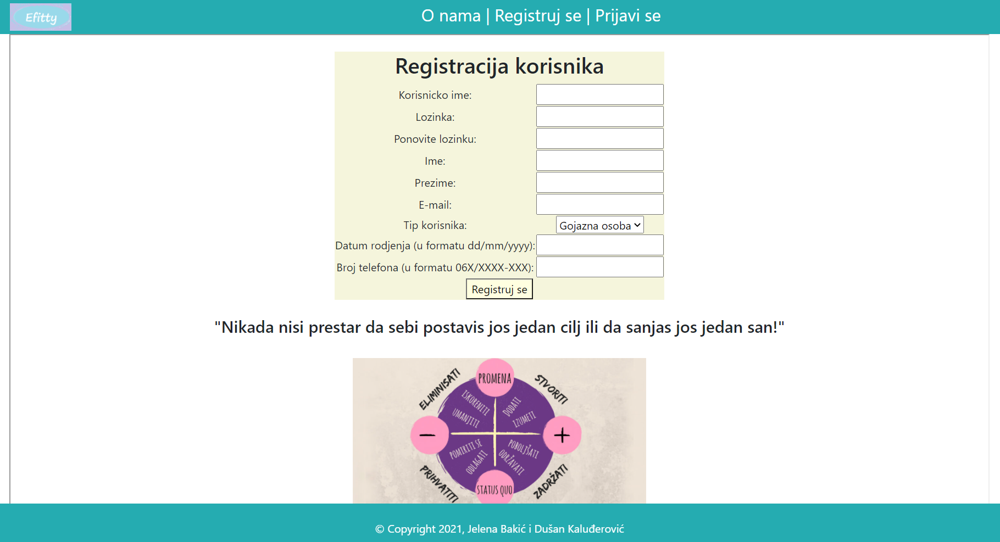 Efitty
O nama | Registruj se | Prijavi se
Registracija korisnika
Korisnicko ime:
Lozinka:
Ponovite lozinku:
Ime:
Prezime:
E-mail:
Tip korisnika: Gojazna osoba
Datum rodjenja (u formatu dd/mm/yyyy):
Broj telefona (u formatu 06X/XXXX-XXX):
Registruj se
"Nikada nisi prestar da sebi postavis jos jedan cilj ili da sanjas jos jedan san!"
PROMENA
ELIMINISATI
STVORITI
ISKORENITI
UMANJITI
DODATI
IZUMETI
−
+
POMIRITI SE
ODLAGATI
POBOLJŠATI
ODRŽAVATI
PRIHVATITI
ZADRŽATI
STATUS QUO
© Copyright 2021, Jelena Bakić i Dušan Kaluđerović